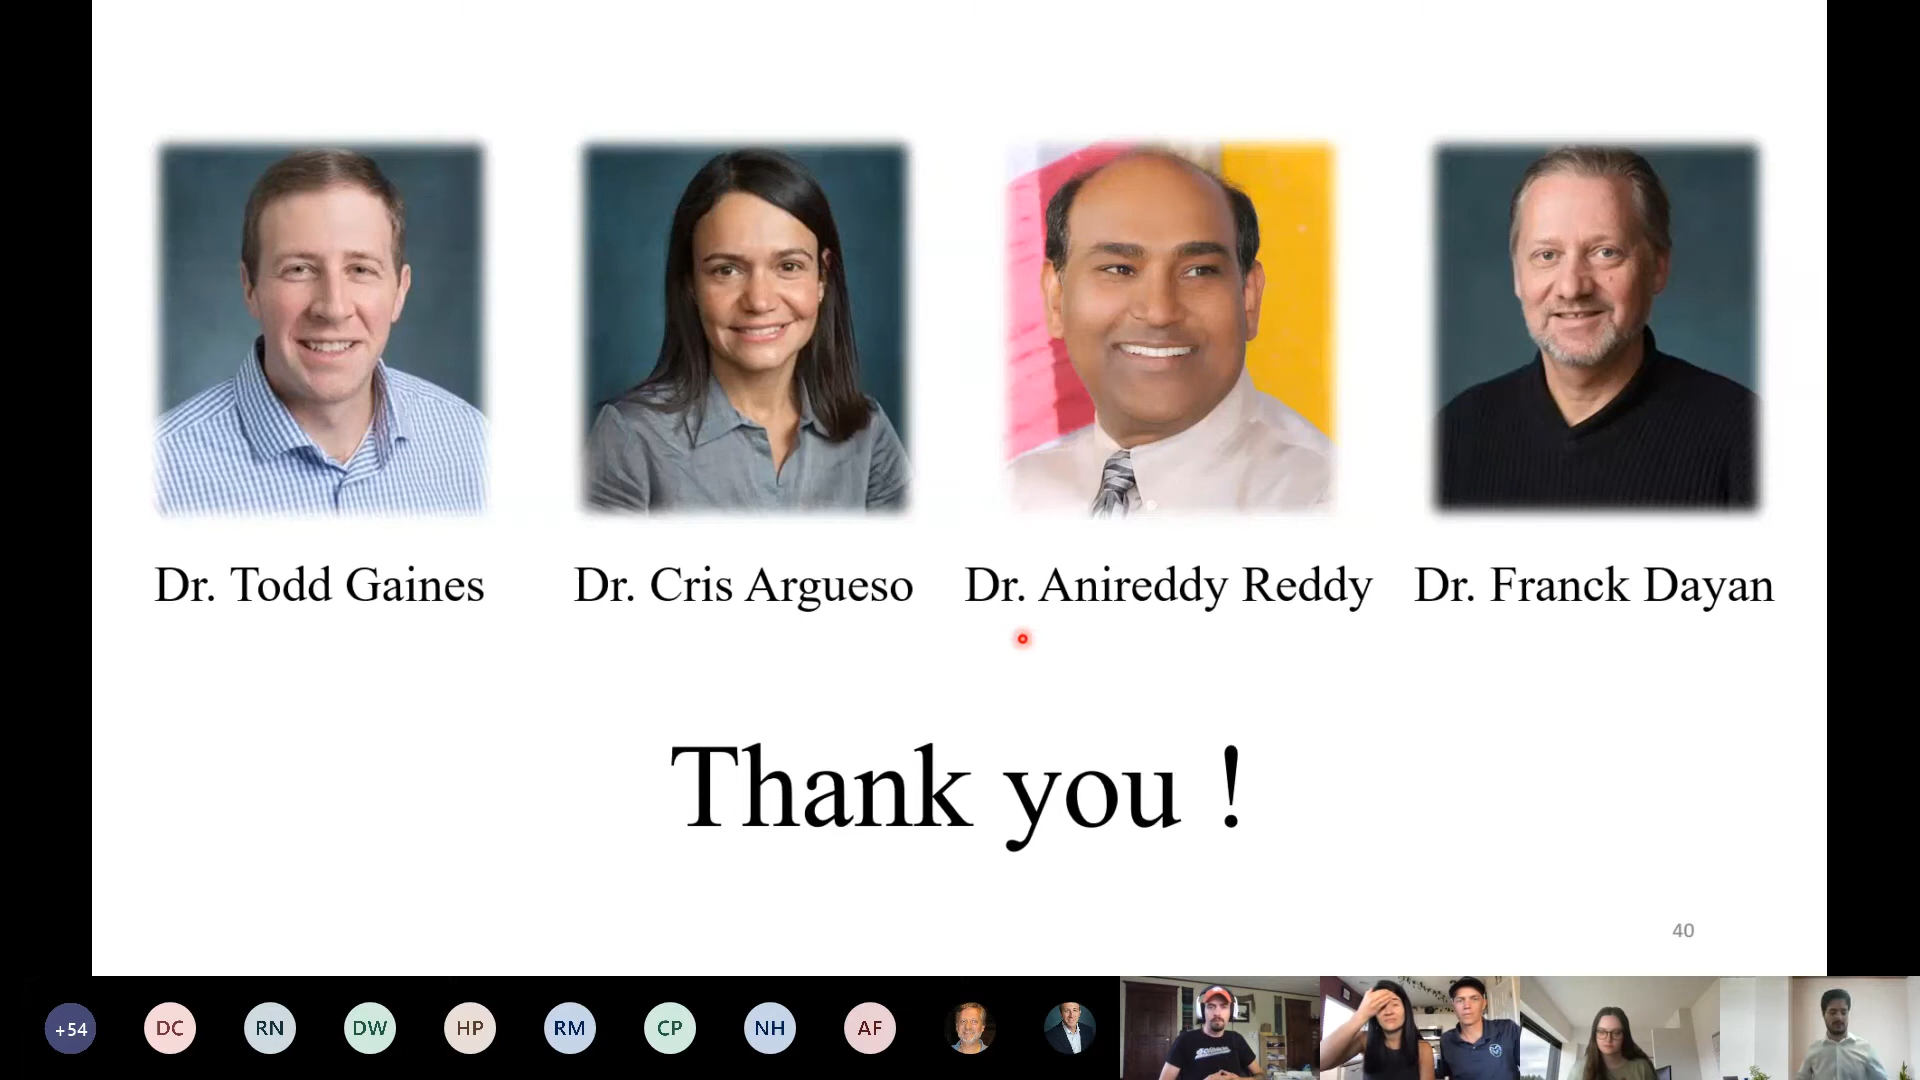 Dr. Todd Gaines
Dr. Cris Argueso
Dr. Anireddy Reddy
Dr. Franck Dayan
Thank you !
40
+54
DC
RN
DW
HP
RM
CP
NH
AF